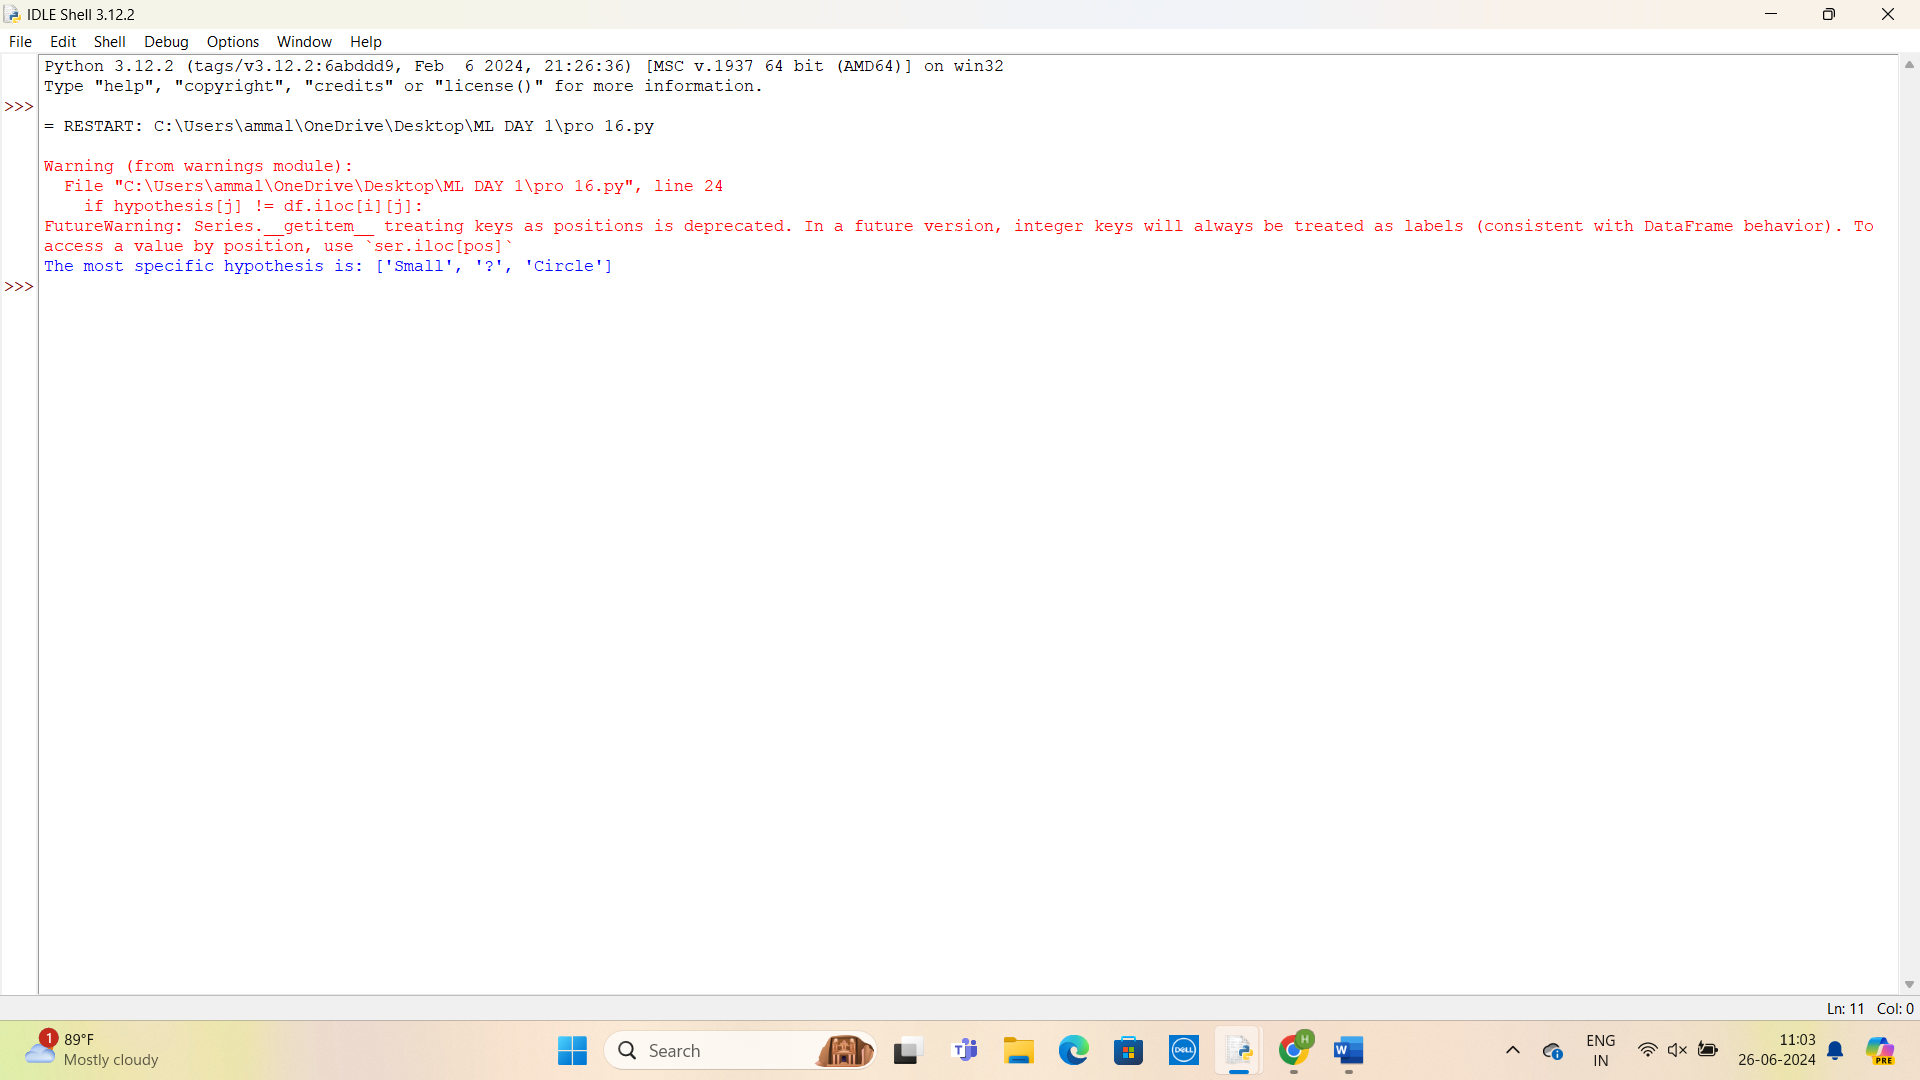 IDLE Shell 3.12.2
File Edit Shell Debug Options Window Help
Python 3.12.2 (tags/v3.12.2:6abddd9, Feb  6 2024, 21:26:36) [MSC v.1937 64 bit (AMD64)] on win32
Type "help", "copyright", "credits" or "license()" for more information.
>>>
= RESTART: C:\Users\ammal\OneDrive\Desktop\ML DAY 1\pro 16.py
Warning (from warnings module):
  File "C:\Users\ammal\OneDrive\Desktop\ML DAY 1\pro 16.py", line 24
    if hypothesis[j] != df.iloc[i][j]:
FutureWarning: Series.__getitem__ treating keys as positions is deprecated. In a future version, integer keys will always be treated as labels (consistent with DataFrame behavior). To
access a value by position, use `ser.iloc[pos]`
The most specific hypothesis is: ['Small', '?', 'Circle']
>>>
Ln: 11 Col: 0
1
89°F
Mostly cloudy
Search
DELL
H
W
ENG
IN
11:03
26-06-2024
PRE